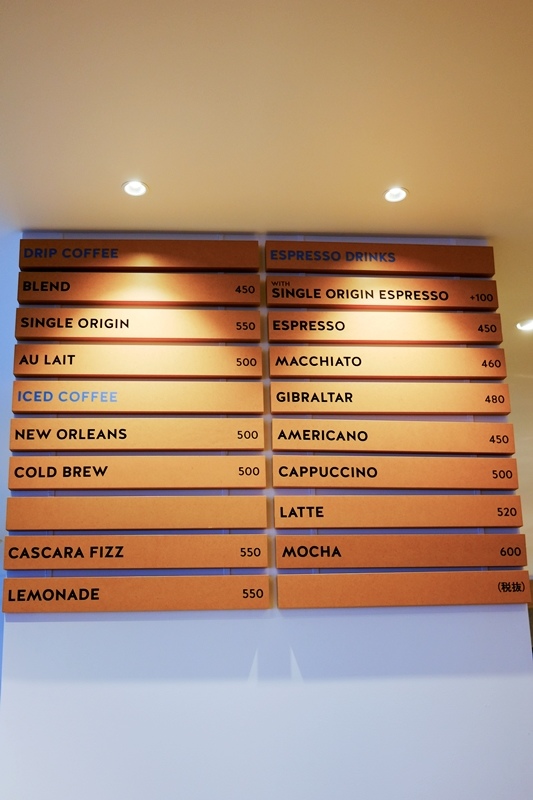 DRIP COFFEE
BLEND 450
SINGLE ORIGIN 550
AU LAIT 500
ICED COFFEE
NEW ORLEANS 500
COLD BREW 500
CASCARA FIZZ 550
LEMONADE 550
ESPRESSO DRINKS
WITH
SINGLE ORIGIN ESPRESSO +100
ESPRESSO 450
MACCHIATO 460
GIBRALTAR 480
AMERICANO 450
CAPPUCCINO 500
LATTE 520
MOCHA 600
(税抜)